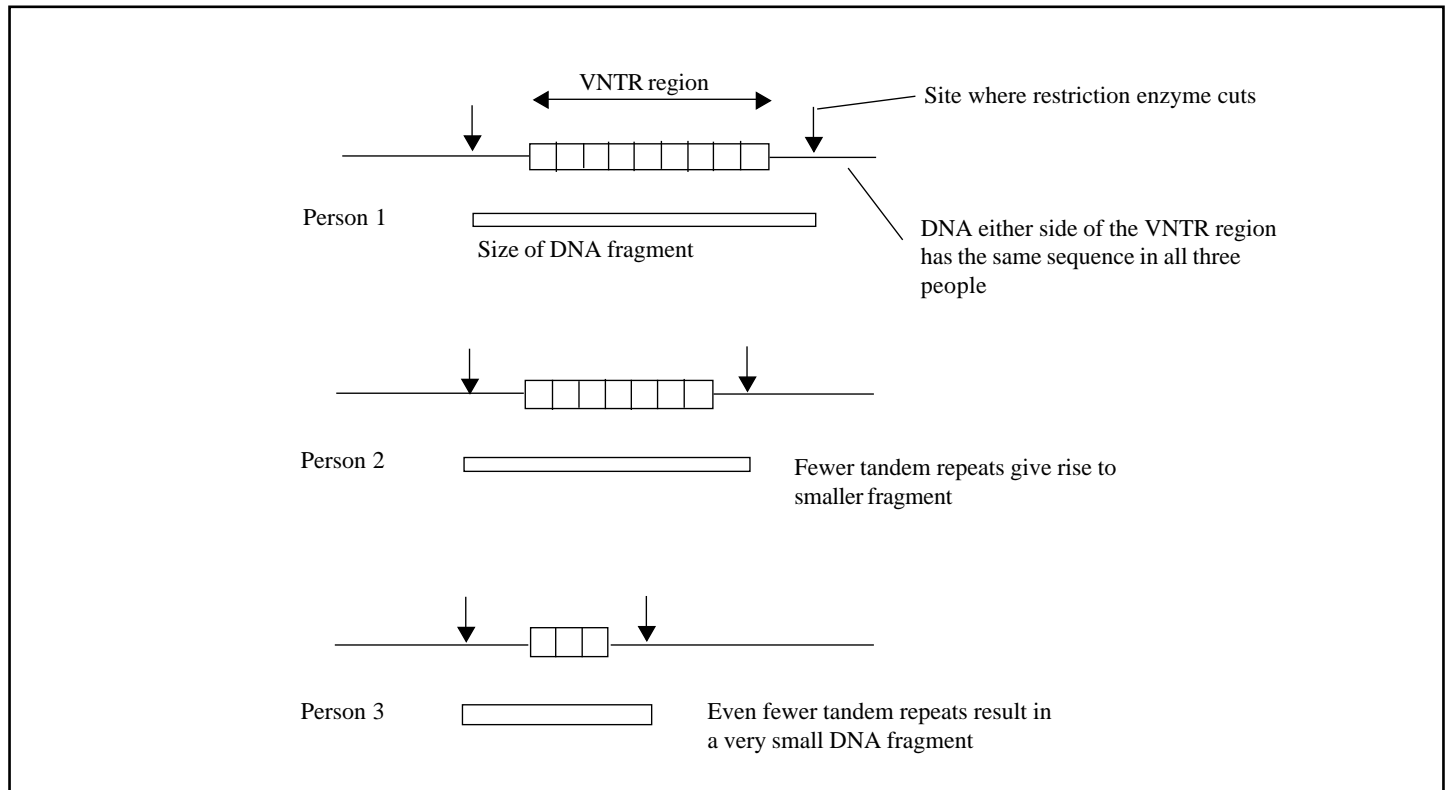 VNTR region
Site where restriction enzyme cuts
Person 1
Size of DNA fragment
DNA either side of the VNTR region
has the same sequence in all three
people
Person 2
Fewer tandem repeats give rise to
smaller fragment
Person 3
Even fewer tandem repeats result in
a very small DNA fragment